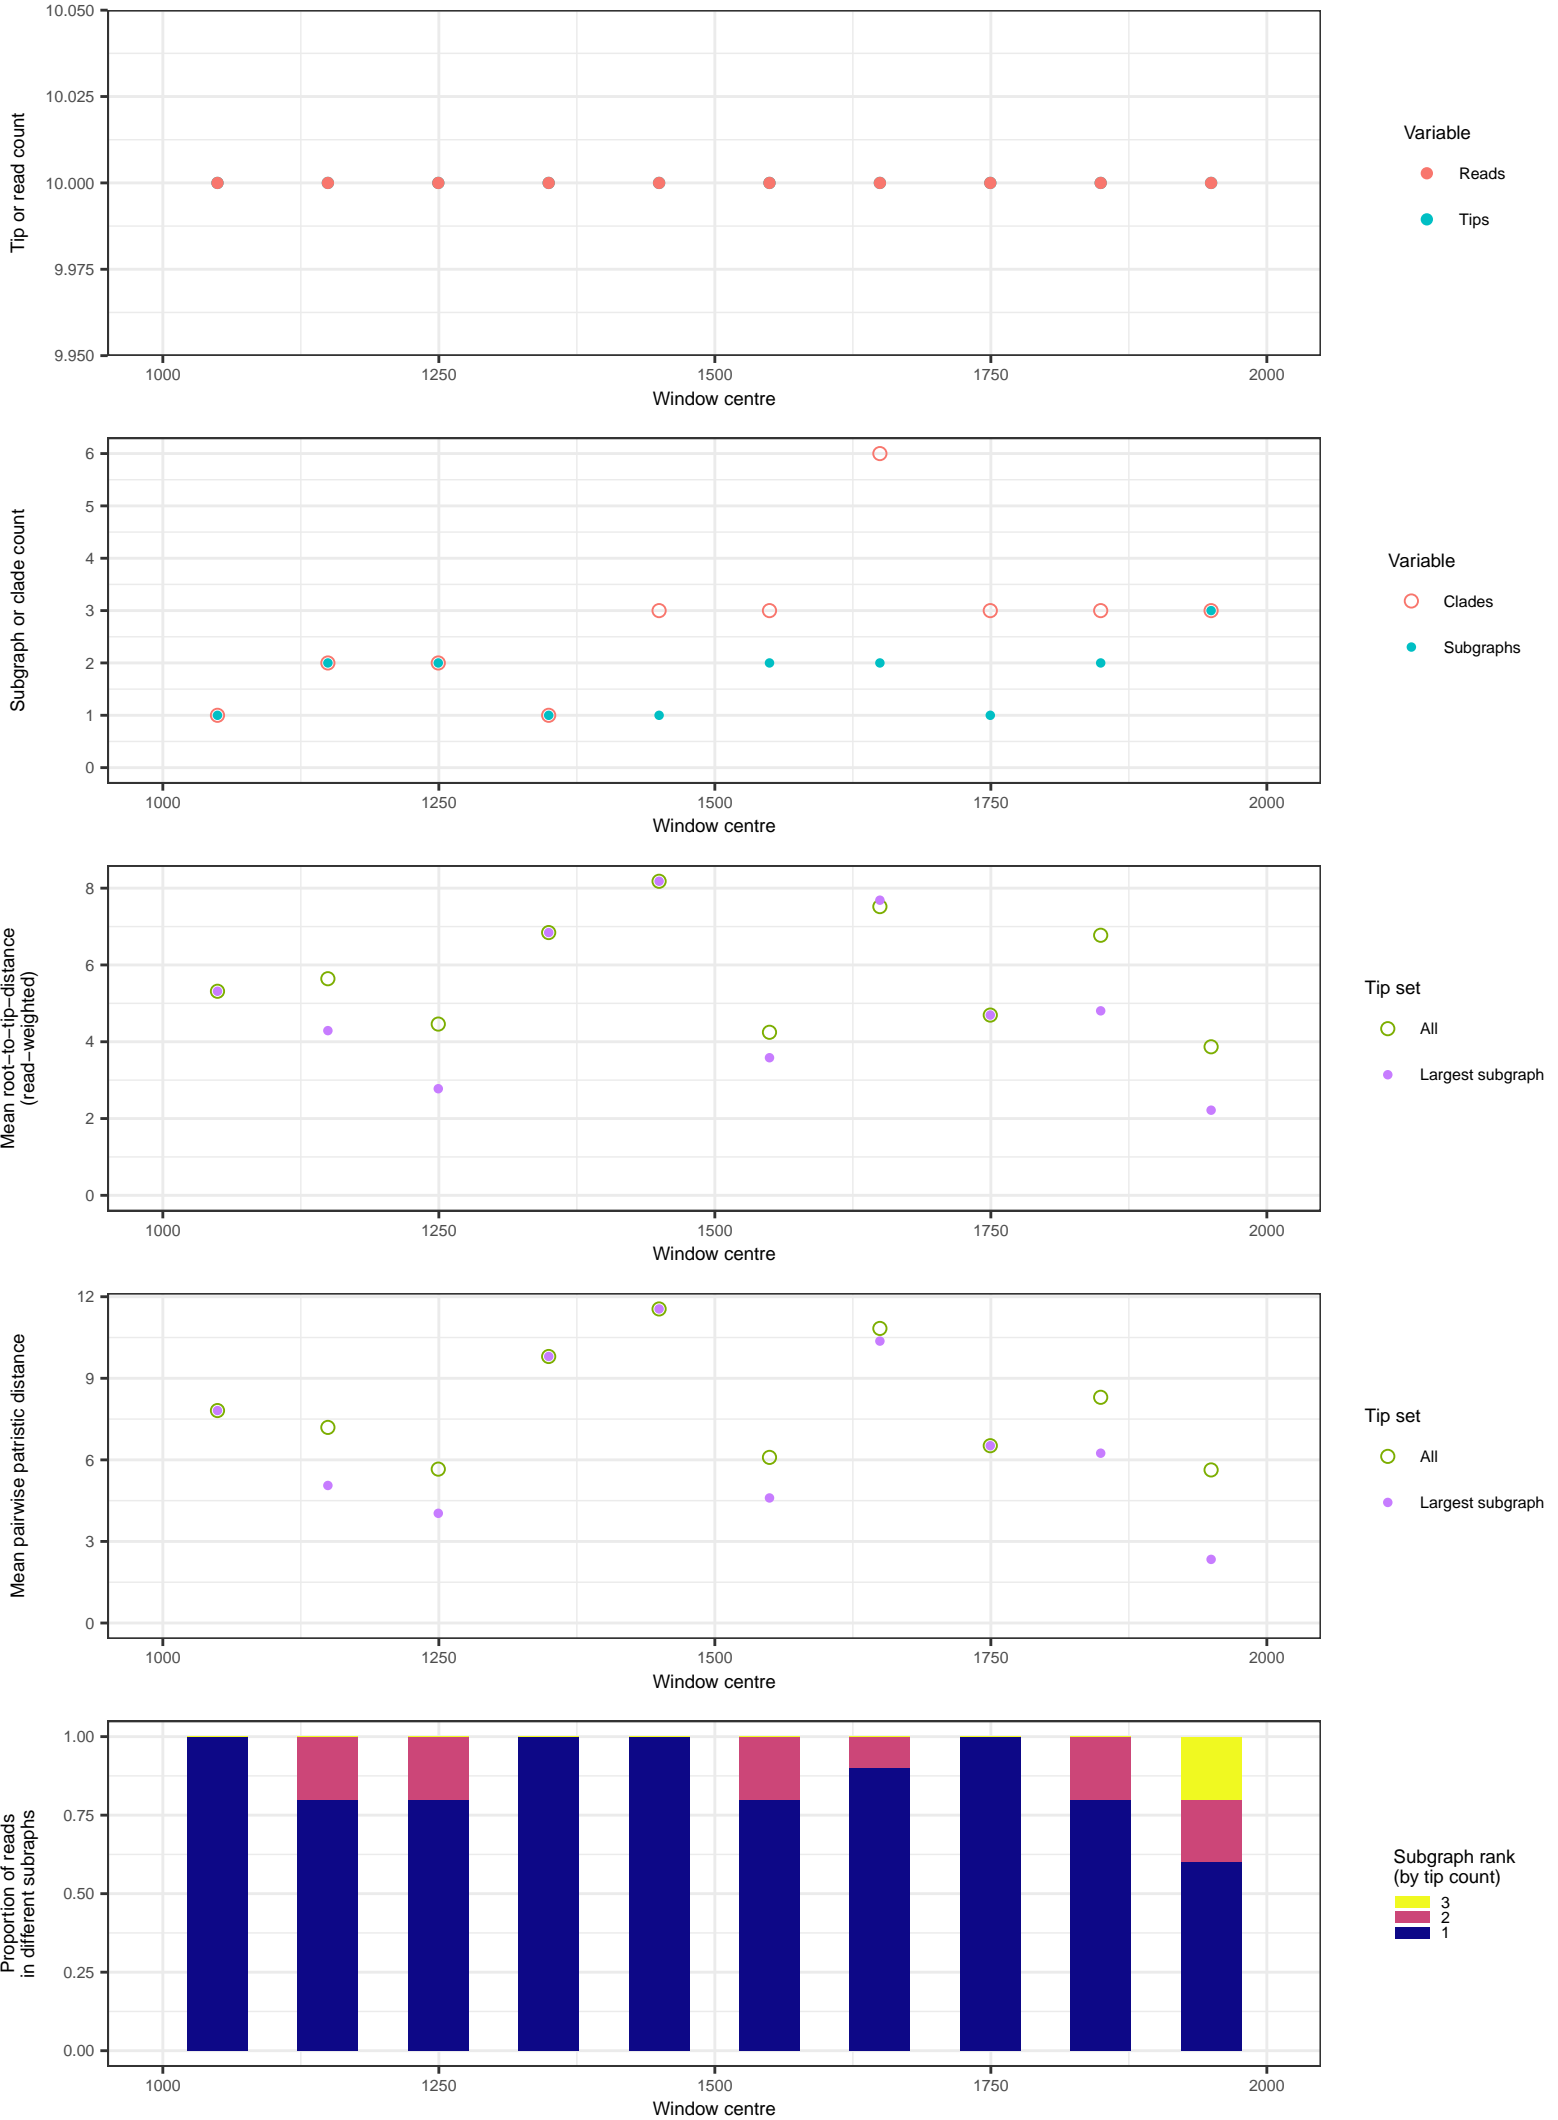 10.050
10.025
10.000
9.975
9.950
Tip or read count
1000 1250 1500 1750 2000
Window centre
Variable
Reads
Tips
6
5
4
3
2
1
0
Subgraph or clade count
1000 1250 1500 1750 2000
Window centre
Variable
Clades
Subgraphs
8
6
4
2
0
Mean root−to−tip−distance
(read−weighted)
1000 1250 1500 1750 2000
Window centre
Tip set
All
Largest subgraph
12
9
6
3
0
Mean pairwise patristic distance
1000 1250 1500 1750 2000
Window centre
Tip set
All
Largest subgraph
1.00
0.75
0.50
0.25
0.00
Proportion of reads
in different subraphs
1000 1250 1500 1750 2000
Window centre
Subgraph rank
(by tip count)
3
2
1